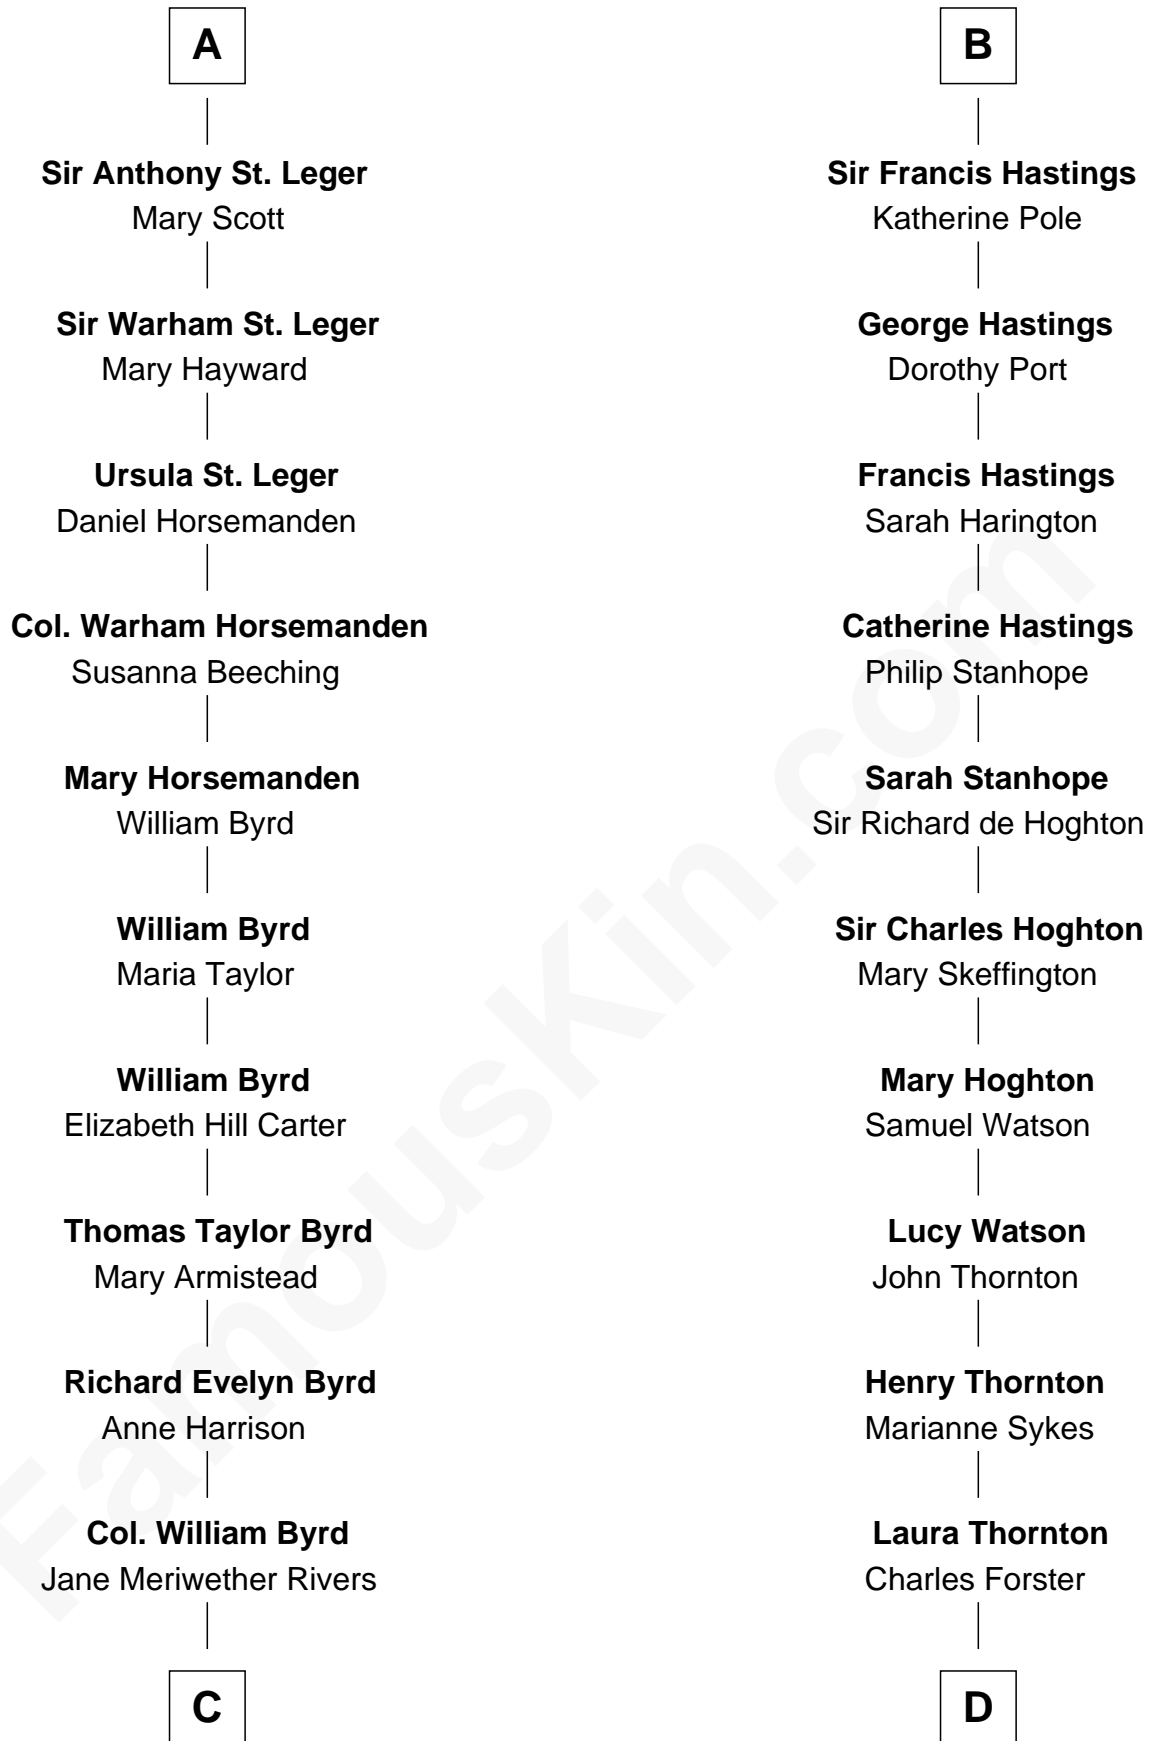 A
Sir Anthony St. Leger
Mary Scott
Sir Warham St. Leger
Mary Hayward
Ursula St. Leger
Daniel Horsemanden
Col. Warham Horsemanden
Susanna Beeching
Mary Horsemanden
William Byrd
William Byrd
Maria Taylor
William Byrd
Elizabeth Hill Carter
Thomas Taylor Byrd
Mary Armistead
Richard Evelyn Byrd
Anne Harrison
Col. William Byrd
Jane Meriwether Rivers
C
B
Sir Francis Hastings
Katherine Pole
George Hastings
Dorothy Port
Francis Hastings
Sarah Harington
Catherine Hastings
Philip Stanhope
Sarah Stanhope
Sir Richard de Hoghton
Sir Charles Hoghton
Mary Skeffington
Mary Hoghton
Samuel Watson
Lucy Watson
John Thornton
Henry Thornton
Marianne Sykes
Laura Thornton
Charles Forster
D
FamousKin.com